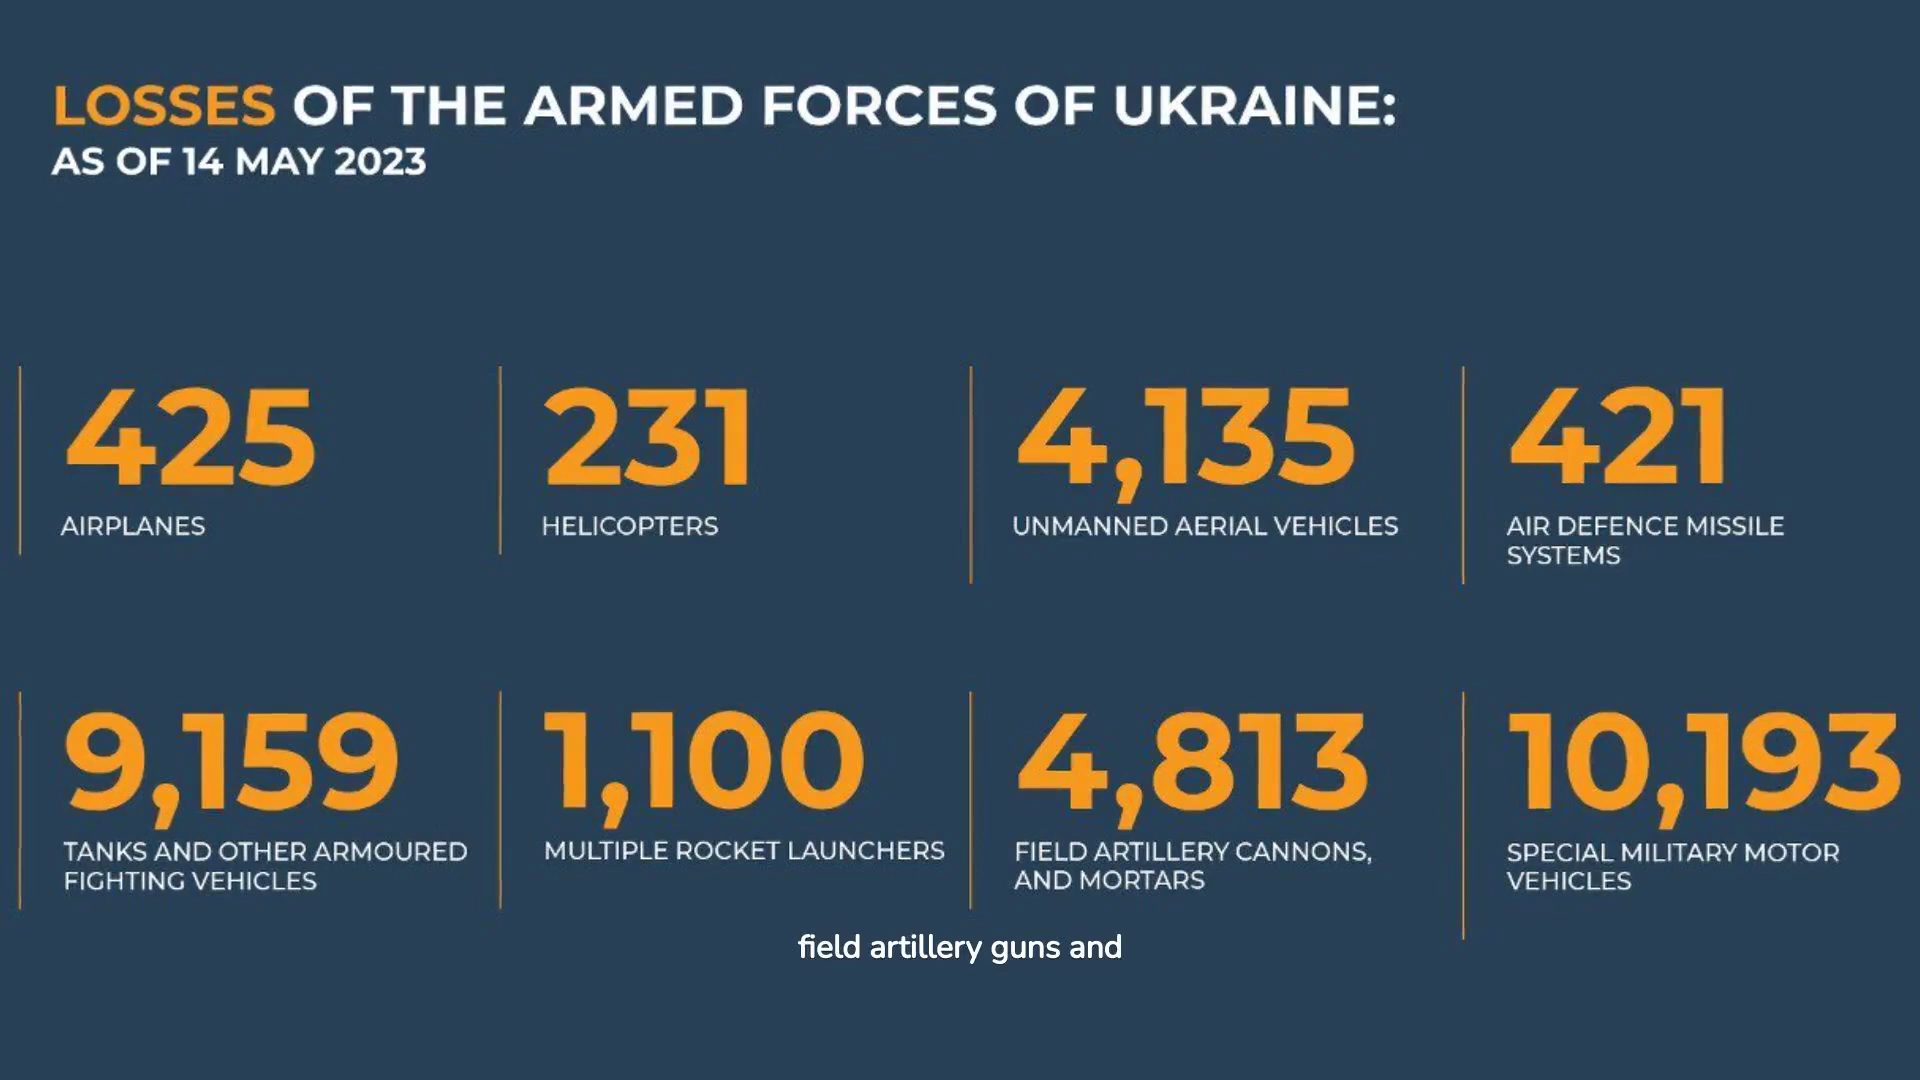 LOSSES OF THE ARMED FORCES OF UKRAINE:
AS OF 14 MAY 2023
425
AIRPLANES
231
HELICOPTERS
4,135
UNMANNED AERIAL VEHICLES
421
AIR DEFENCE MISSILE
SYSTEMS
9,159
TANKS AND OTHER ARMOURED
FIGHTING VEHICLES
1,100
MULTIPLE ROCKET LAUNCHERS
4,813
FIELD ARTILLERY CANNONS,
AND MORTARS
10,193
SPECIAL MILITARY MOTOR
VEHICLES
field artillery guns and